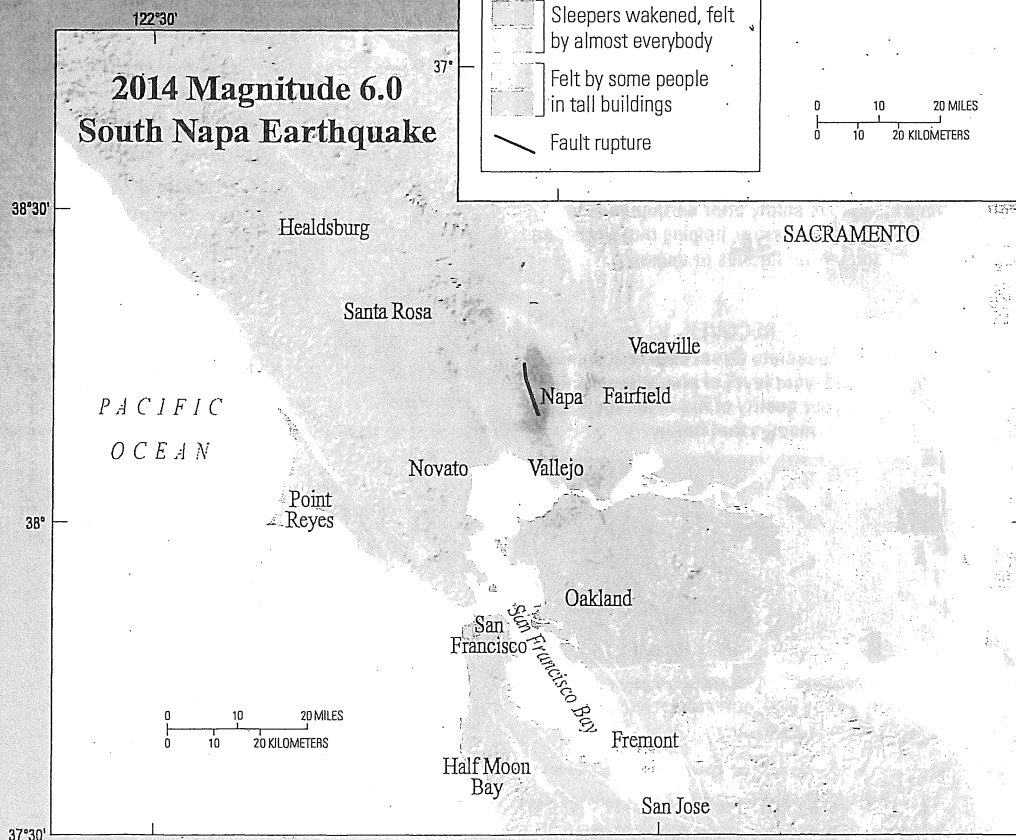 122°30'
Sleepers wakened, felt
by almost everybody
37°
Felt by some people
in tall buildings
Fault rupture
0 10 20 MILES
0 10 20 KILOMETERS
2014 Magnitude 6.0
South Napa Earthquake
38°30'
Healdsburg
SACRAMENTO
Santa Rosa
Vacaville
Napa
Fairfield
PACIFIC
OCEAN
Novato
Vallejo
Point
Reyes
38°
Oakland
San
Francisco
San Francisco Bay
0 10 20 MILES
0 10 20 KILOMETERS
Fremont
Half Moon
Bay
San Jose
37°30'